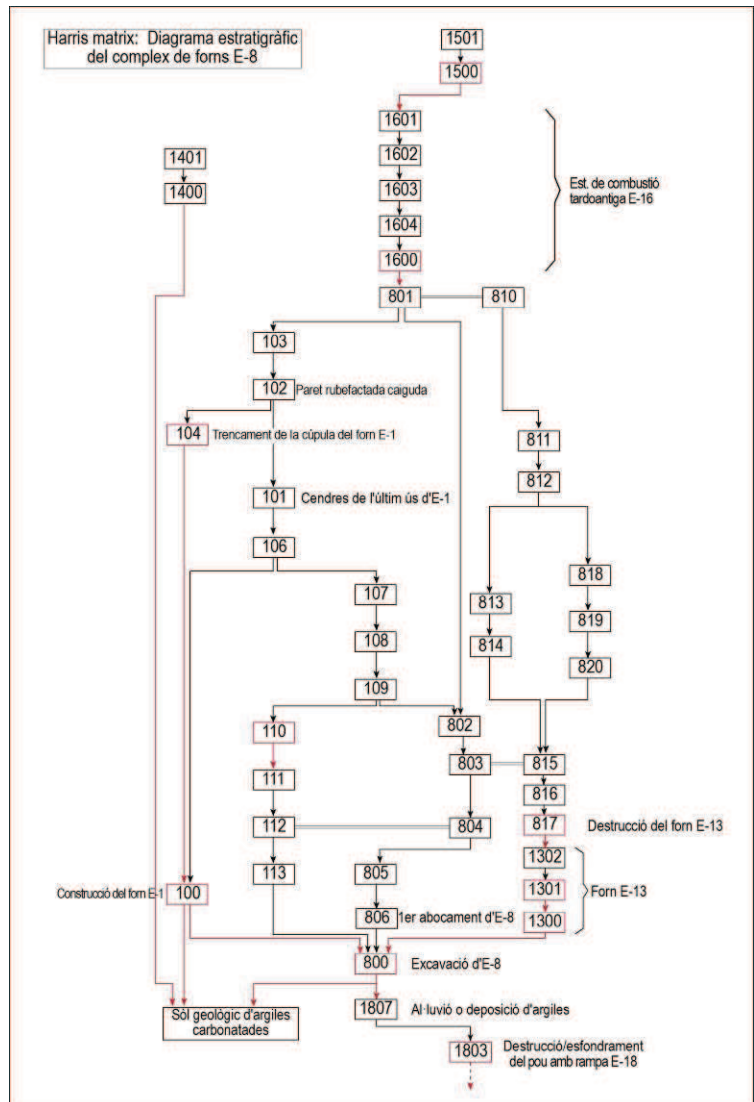 Harris matrix: Diagrama estratigràfic
del complex de forns E-8
1501
1500
1601
1602
1603
1604
1600
Est. de combustió
tardoantiga E-16
1401
1400
801
810
103
102
Paret rubefactada caiguda
104
Trencament de la cúpula del forn E-1
811
812
101
Cendres de l'últim ús d'E-1
106
107
108
109
813
814
818
819
820
110
111
112
113
802
803
804
805
806
1er abocament d'E-8
815
816
817
Destrucció del forn E-13
1302
1301
1300
Forn E-13
Construcció del forn E-1
100
800
Excavació d'E-8
Sòl geològic d'argiles
carbonatades
1807
Al·luvió o deposició d'argiles
1803
Destrucció/esfondrament
del pou amb rampa E-18